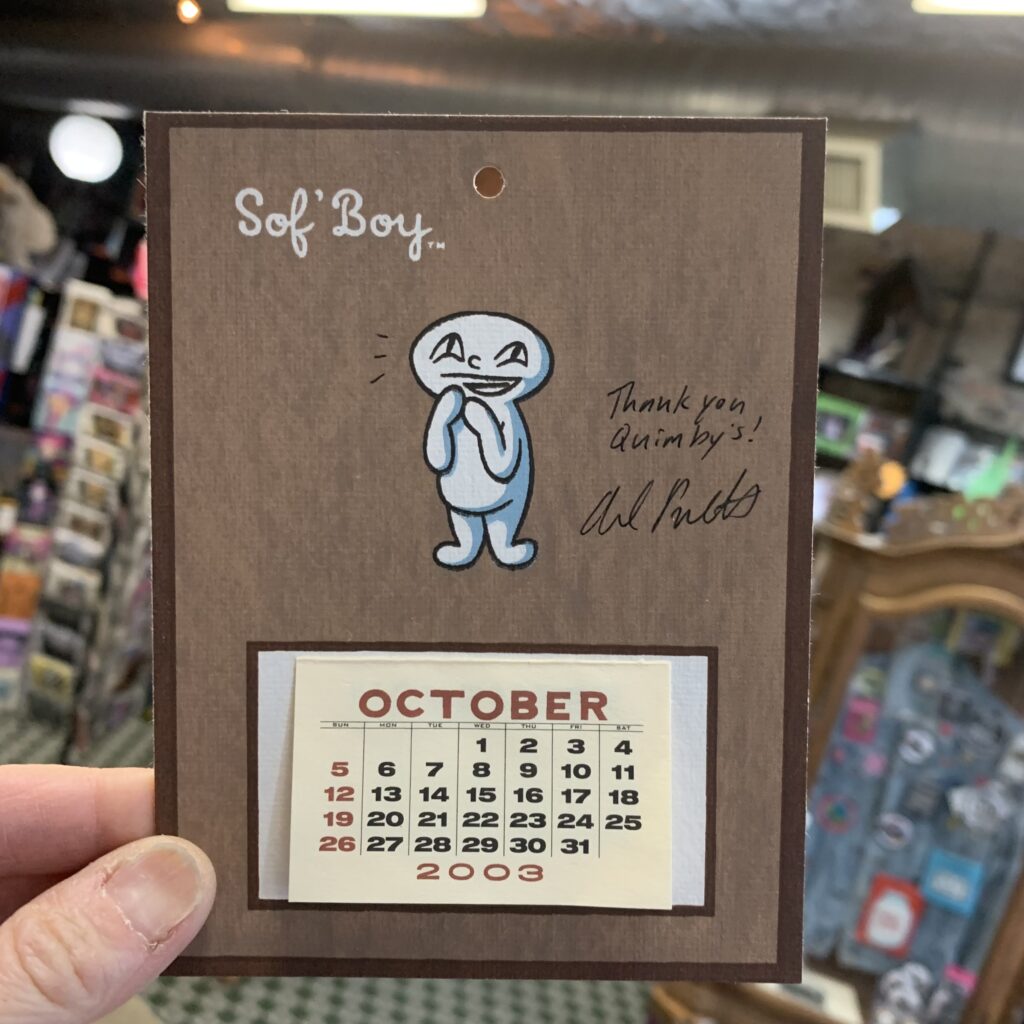 Sof' Boy™
Thank you
Quimby's!
OCTOBER
SUN MON TUE WED THU FRI SAT
1 2 3 4
5 6 7 8 9 10 11
12 13 14 15 16 17 18
19 20 21 22 23 24 25
26 27 28 29 30 31
2003